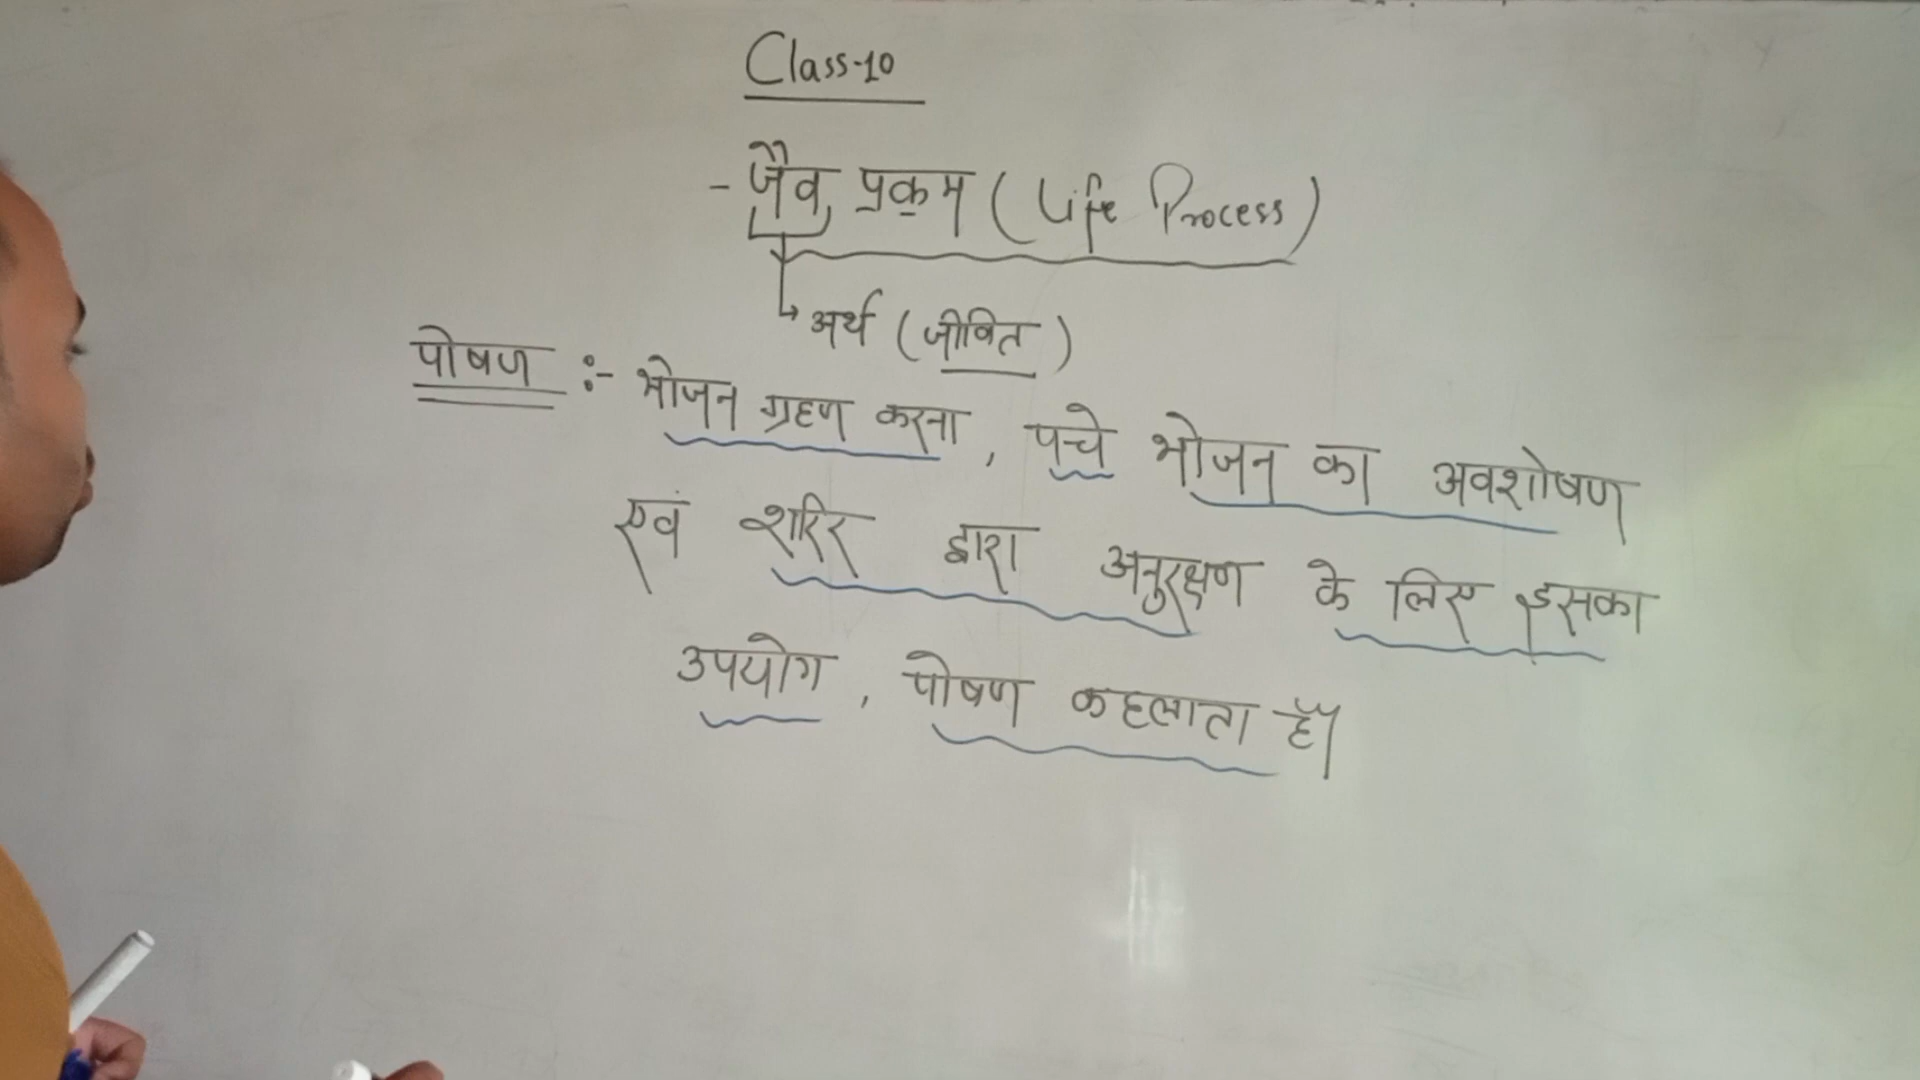 Class-10
- जैव प्रक्रम ( Life Process )
अर्थ ( जीवित )
पोषण :- भोजन ग्रहण करना , पचे भोजन का अवशोषण
एवं शरिर द्वारा अनुरक्षण के लिए इसका
उपयोग , पोषण कहलाता हैं।